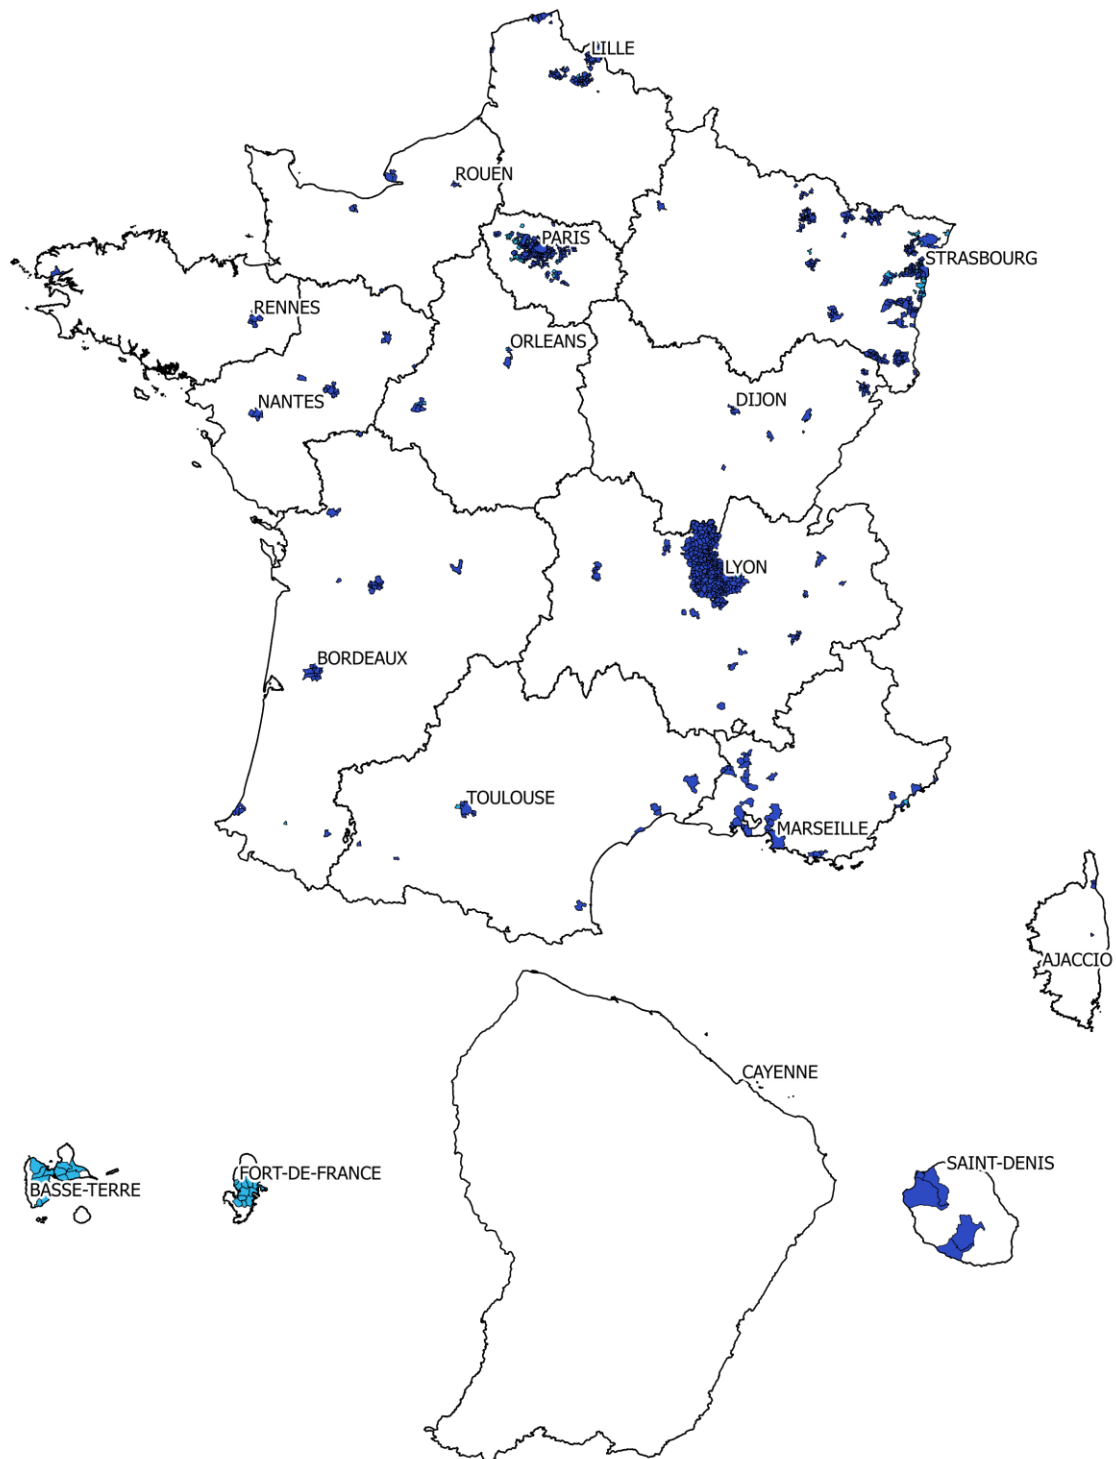 LILLE
ROUEN
PARIS
STRASBOURG
RENNES
ORLEANS
NANTES
DIJON
LYON
BORDEAUX
TOULOUSE
MARSEILLE
AJACCIO
CAYENNE
SAINT-DENIS
FORT-DE-FRANCE
BASSE-TERRE